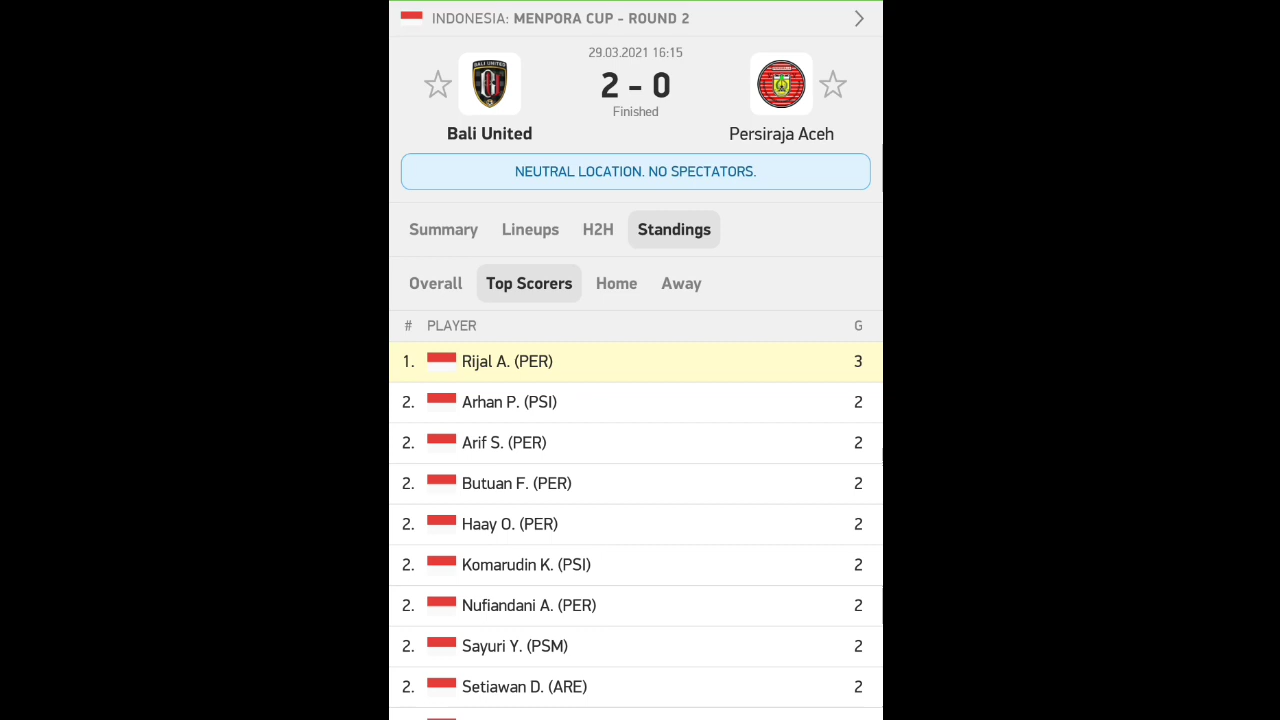 INDONESIA: MENPORA CUP - ROUND 2
29.03.2021 16:15
2 - 0
Finished
BALI UNITED
Bali United
Persiraja Aceh
NEUTRAL LOCATION. NO SPECTATORS.
Summary Lineups H2H Standings
Overall Top Scorers Home Away
# PLAYER G
1. Rijal A. (PER) 3
2. Arhan P. (PSI) 2
2. Arif S. (PER) 2
2. Butuan F. (PER) 2
2. Haay O. (PER) 2
2. Komarudin K. (PSI) 2
2. Nufiandani A. (PER) 2
2. Sayuri Y. (PSM) 2
2. Setiawan D. (ARE) 2